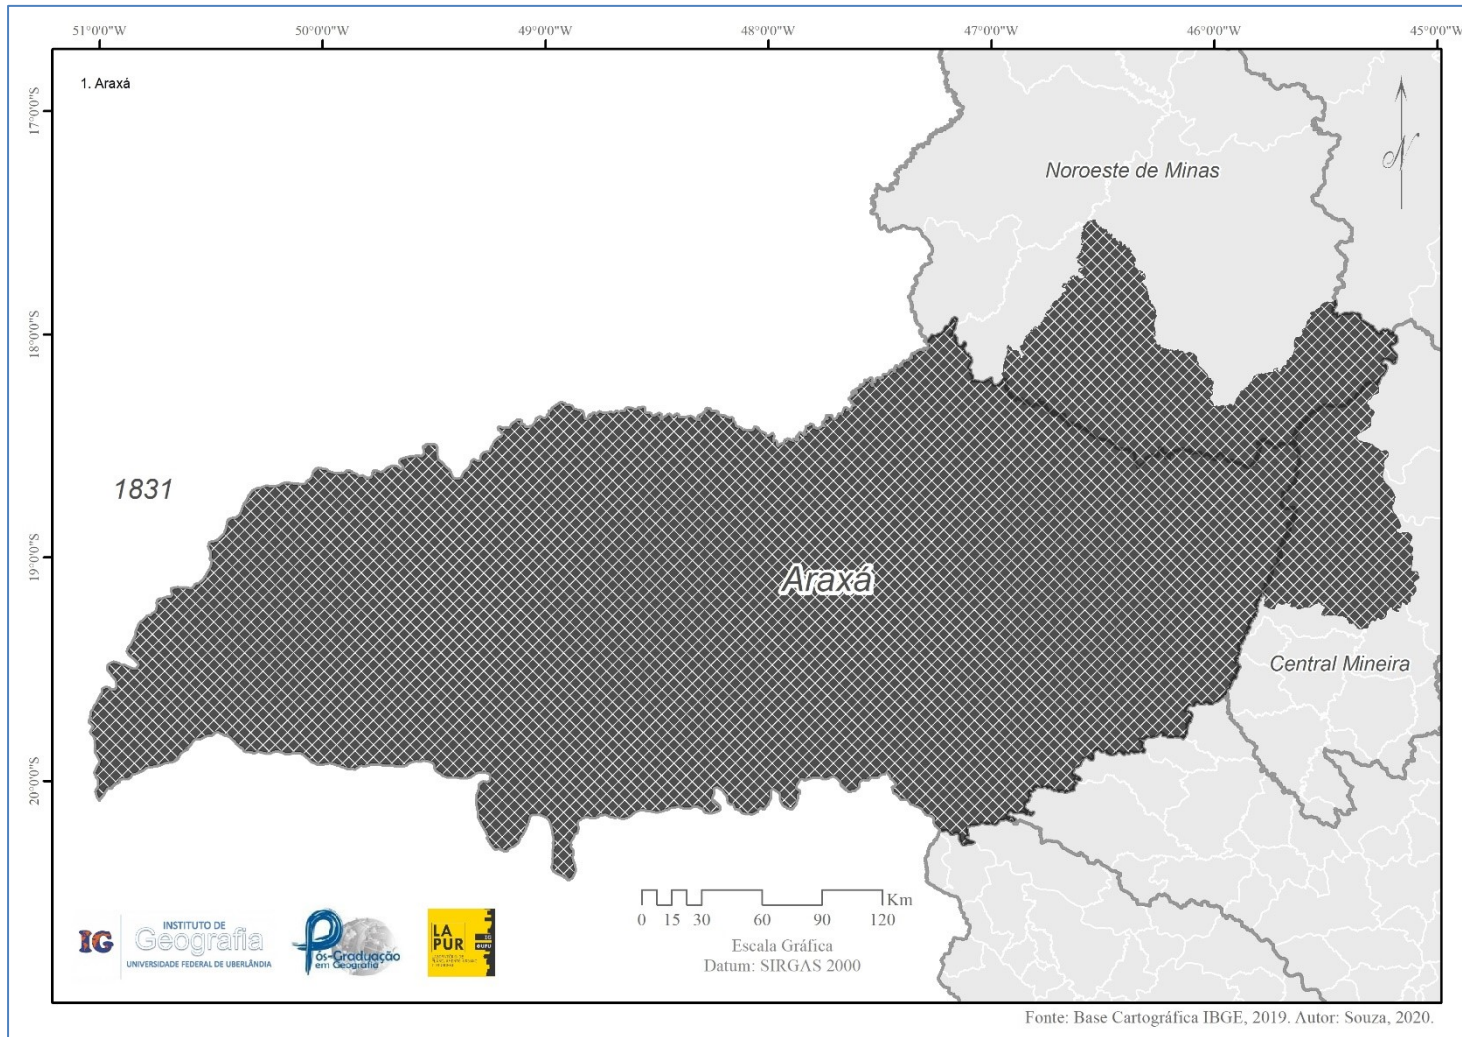 51°0'0"W 50°0'0"W 49°0'0"W 48°0'0"W 47°0'0"W 46°0'0"W 45°0'0"W
1. Araxá
17°0'0"S
N
Noroeste de Minas
18°0'0"S
1831
19°0'0"S
Araxá
Central Mineira
20°0'0"S
Km
0 15 30 60 90 120
Escala Gráfica
Datum: SIRGAS 2000
IG
INSTITUTO DE
Geografia
UNIVERSIDADE FEDERAL DE UBERLÂNDIA
Pós-Graduação
em Geografia
LA
PUR
Fonte: Base Cartográfica IBGE, 2019. Autor: Souza, 2020.